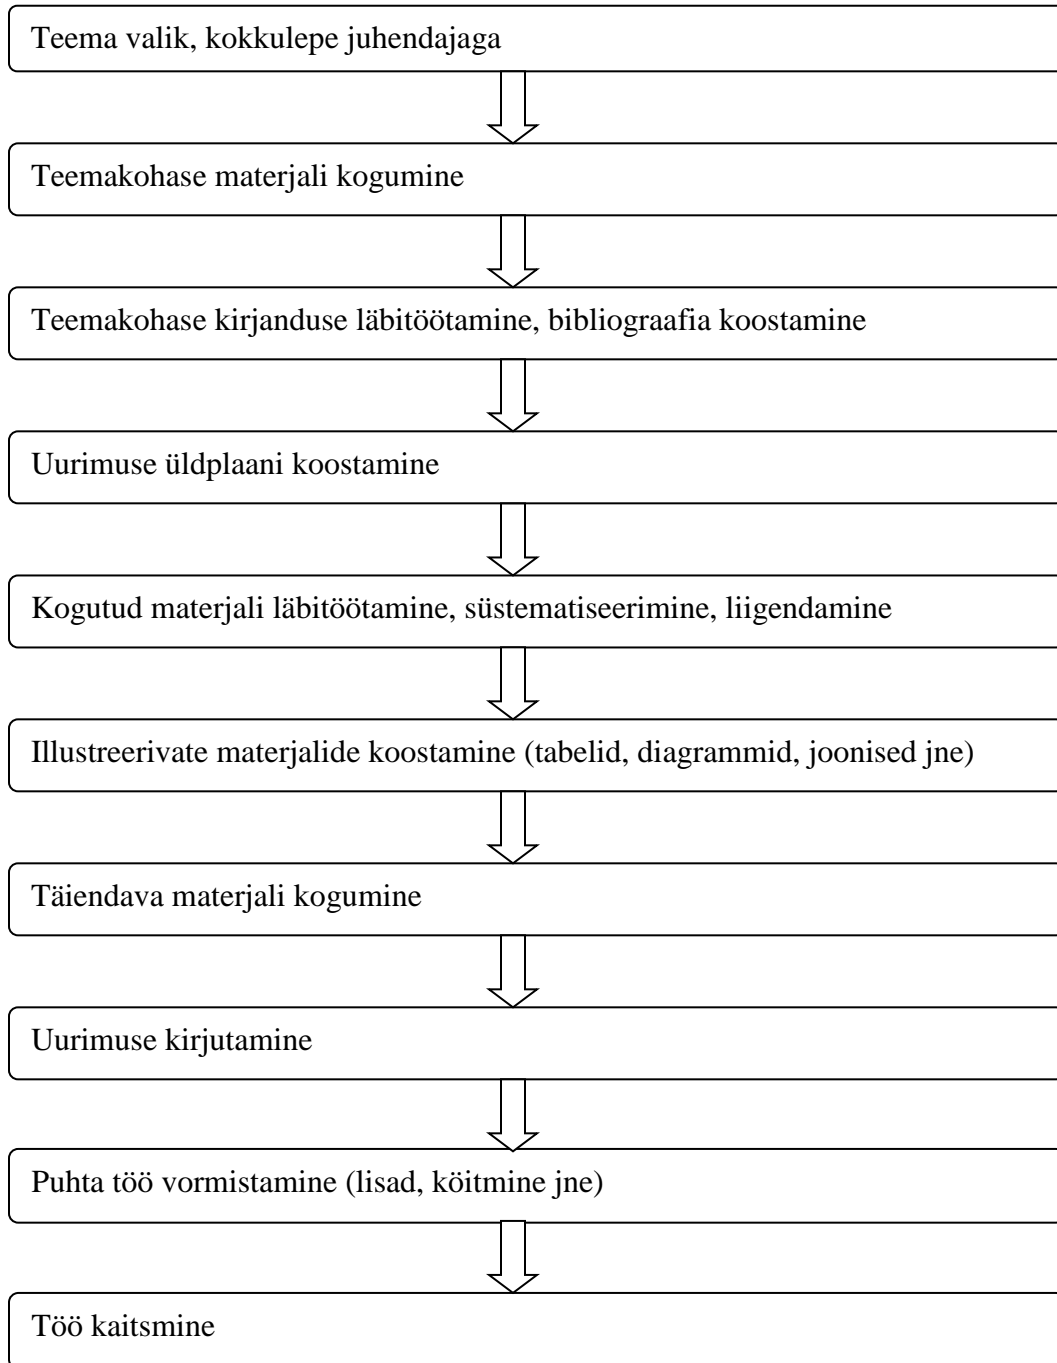 Teema valik, kokkulepe juhendajaga
Teemakohase materjali kogumine
Teemakohase kirjanduse läbitöötamine, bibliograafia koostamine
Uurimuse üldplaani koostamine
Kogutud materjali läbitöötamine, süstematiseerimine, liigendamine
Illustreerivate materjalide koostamine (tabelid, diagrammid, joonised jne)
Täiendava materjali kogumine
Uurimuse kirjutamine
Puhta töö vormistamine (lisad, köitmine jne)
Töö kaitsmine